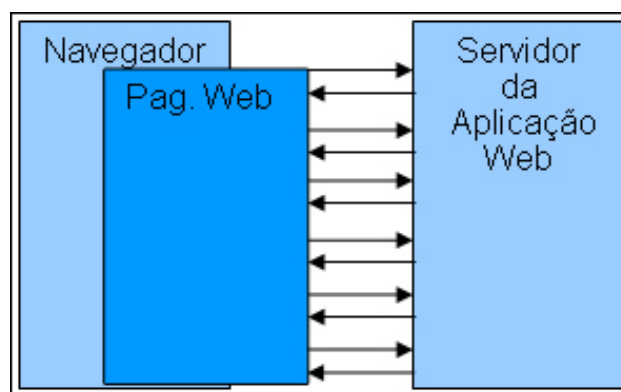 Navegador
Pag. Web
Servidor
da
Aplicação
Web